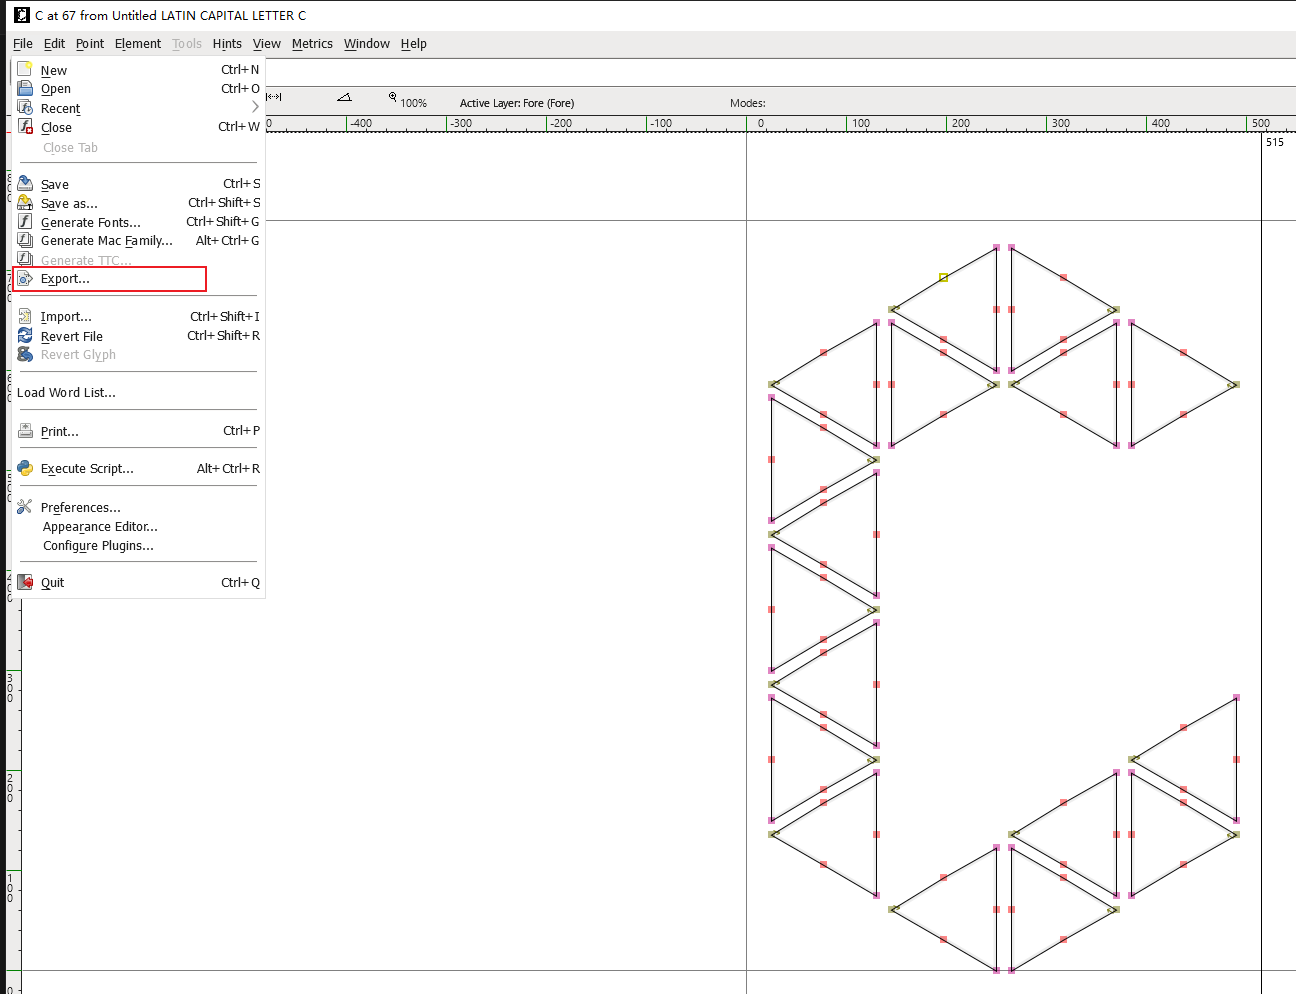 C at 67 from Untitled LATIN CAPITAL LETTER C
File Edit Point Element Tools Hints View Metrics Window Help
New Ctrl+N
Open Ctrl+O
Recent
Close Ctrl+W
Close Tab
Save Ctrl+S
Save as... Ctrl+Shift+S
Generate Fonts... Ctrl+Shift+G
Generate Mac Family... Alt+Ctrl+G
Generate TTC...
Export...
Import... Ctrl+Shift+I
Revert File Ctrl+Shift+R
Revert Glyph
Load Word List...
Print... Ctrl+P
Execute Script... Alt+Ctrl+R
Preferences...
Appearance Editor...
Configure Plugins...
Quit Ctrl+Q
100% Active Layer: Fore (Fore) Modes:
0 -400 -300 -200 -100 0 100 200 300 400 500
515
300
200
100
0